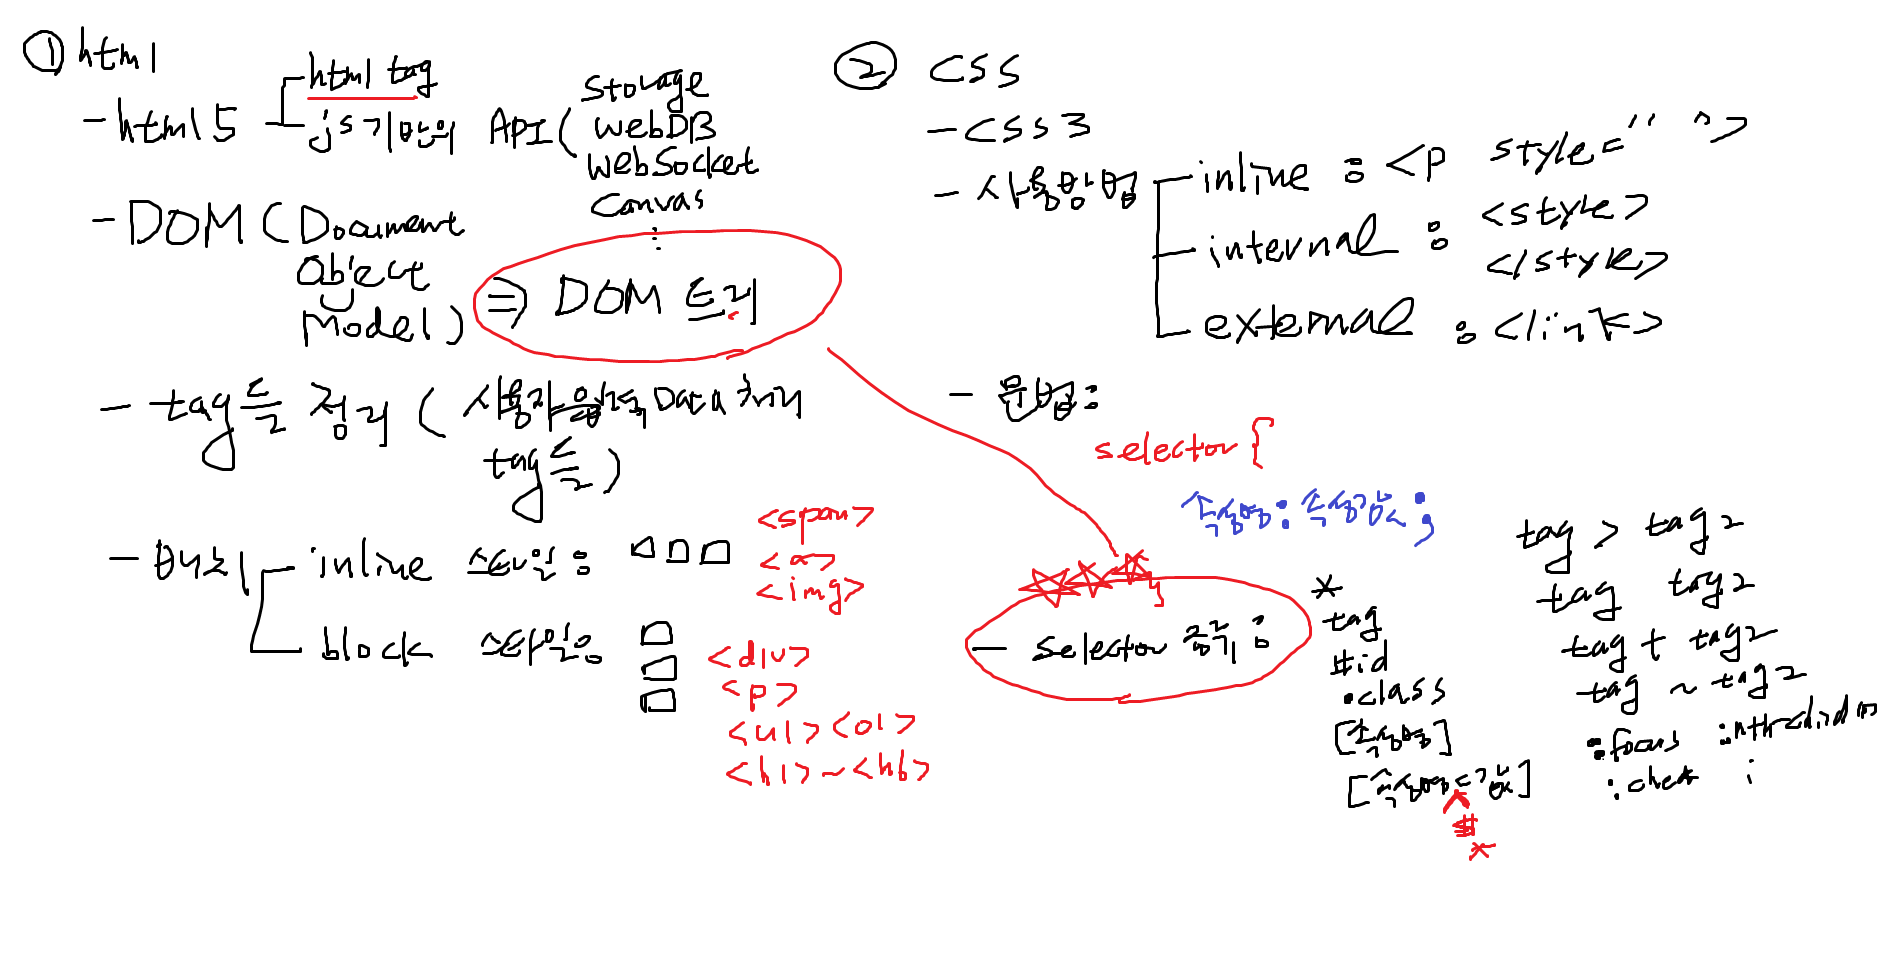 ① html
- html5
html tag
js기반의 API(
Storage
WebDB
WebSocket
Canvas
⋮
- DOM (Document
Object
Model)
⇒ DOM 트리
- tag들 정리 (사용자 입력 Data 처리
tag들)
- 배치
inline 스타일 :
<span>
<a>
<img>
block 스타일 :
<div>
<p>
<ul> <ol>
<h1> ~ <h6>
② CSS
- CSS3
- 사용방법
inline : <p style=" ">
internal : <style>
</style>
external : <link>
- 문법 :
selector {
속성명 : 속성값 ;
}
- selector 종류 :
*
tag
#id
.class
[속성명]
[속성명=값]
^
$
*
tag > tag2
tag tag2
tag + tag2
tag ~ tag2
:focus :nth-child(n)